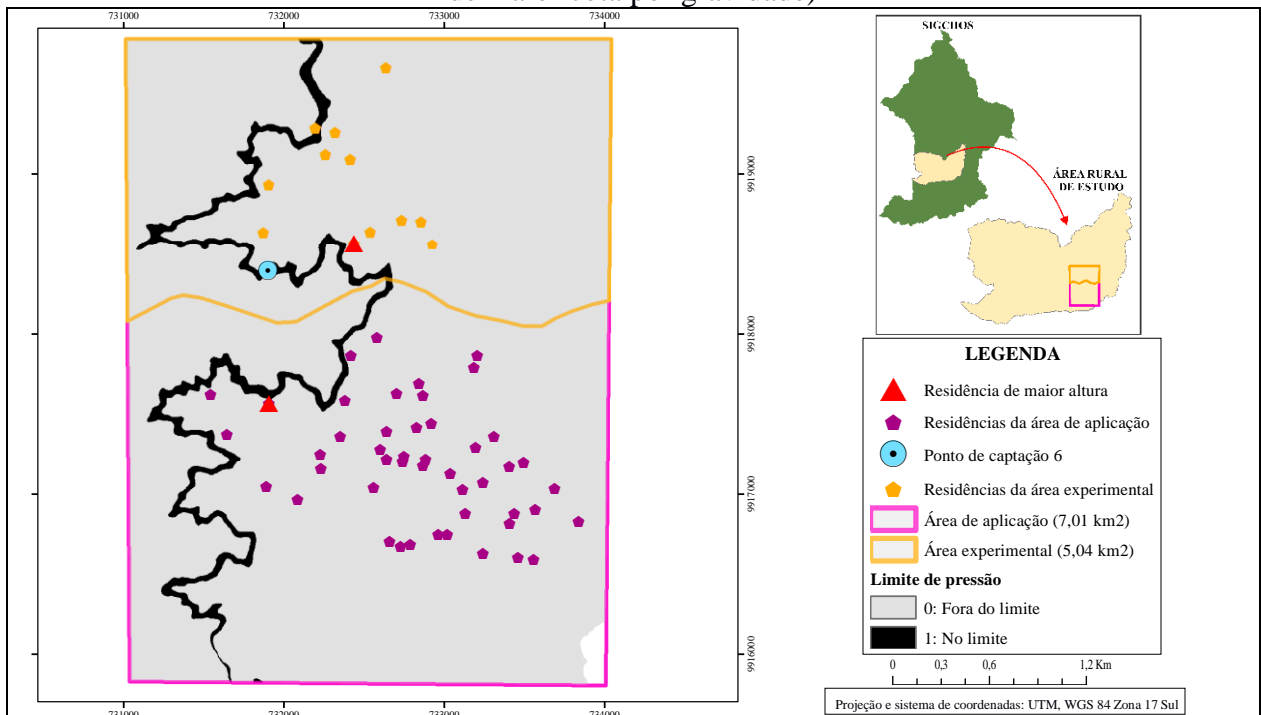 731000 732000 733000 734000
9919000
9918000
9917000
9916000
9919000
9918000
9917000
9916000
731000 732000 733000 734000
SIGCHOS
ÁREA RURAL
DE ESTUDO
LEGENDA
Residência de maior altura
Residências da área de aplicação
Ponto de captação 6
Residências da área experimental
Área de aplicação (7,01 km2)
Área experimental (5,04 km2)
Limite de pressão
0: Fora do limite
1: No limite
0 0,3 0,6 1,2 Km
Projeção e sistema de coordenadas: UTM, WGS 84 Zona 17 Sul